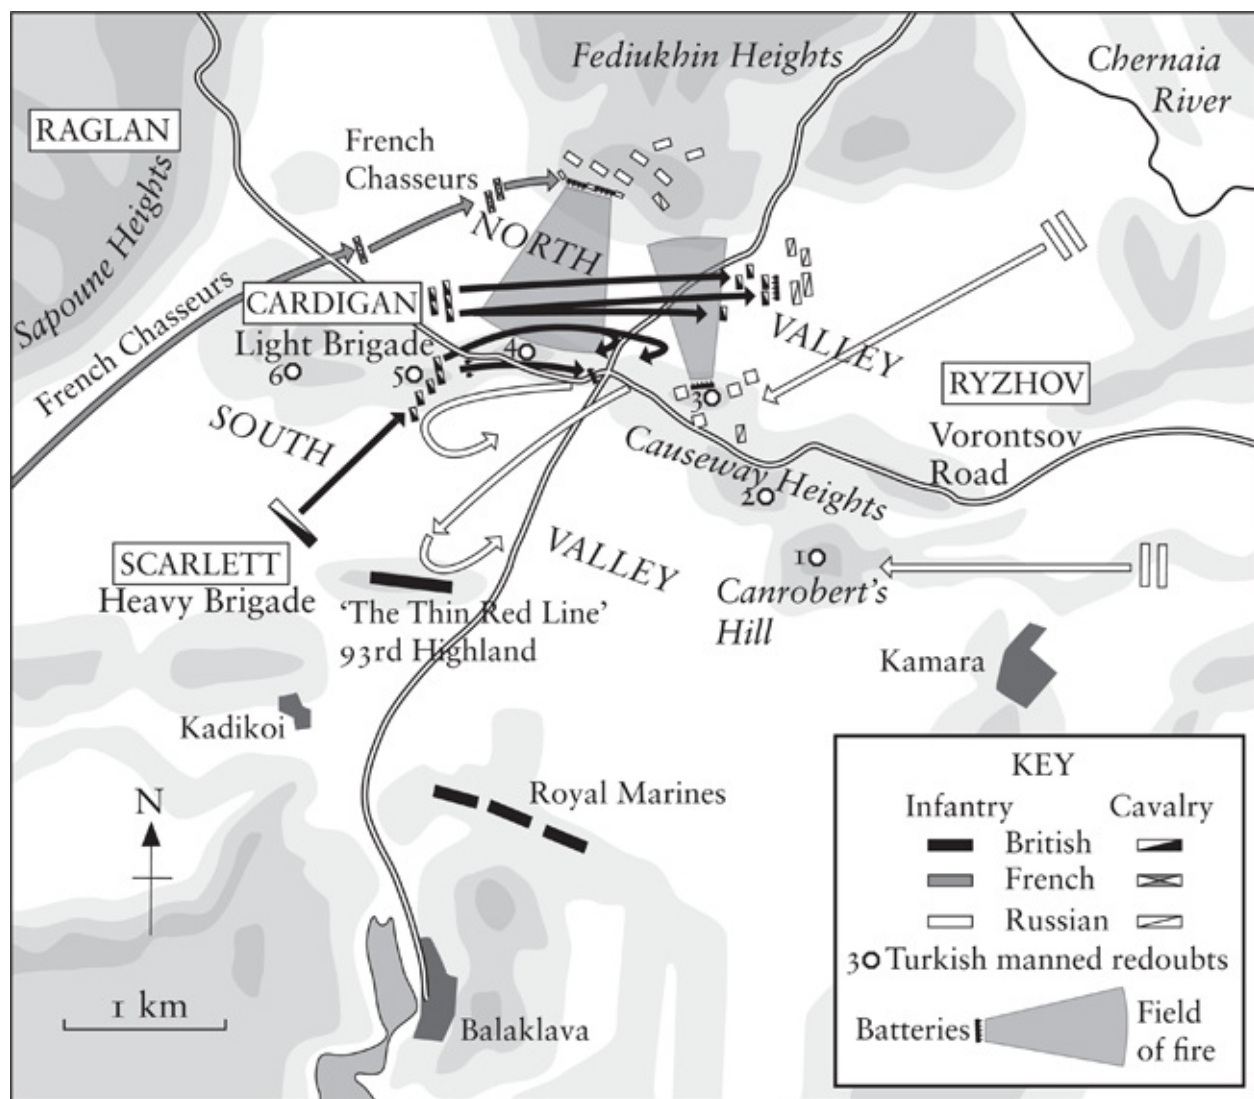 Fediukhin Heights
Chernaia
River
RAGLAN
Sapoune Heights
French
Chasseurs
NORTH
VALLEY
French Chasseurs
CARDIGAN
Light Brigade
6
5
4
3
2
1
SOUTH
VALLEY
RYZHOV
Vorontsov
Road
Causeway Heights
SCARLETT
Heavy Brigade
'The Thin Red Line'
93rd Highland
Canrobert's
Hill
Kamara
Kadikoi
Royal Marines
N
1 km
Balaklava
KEY
Infantry Cavalry
British
French
Russian
3 Turkish manned redoubts
Batteries
Field
of fire